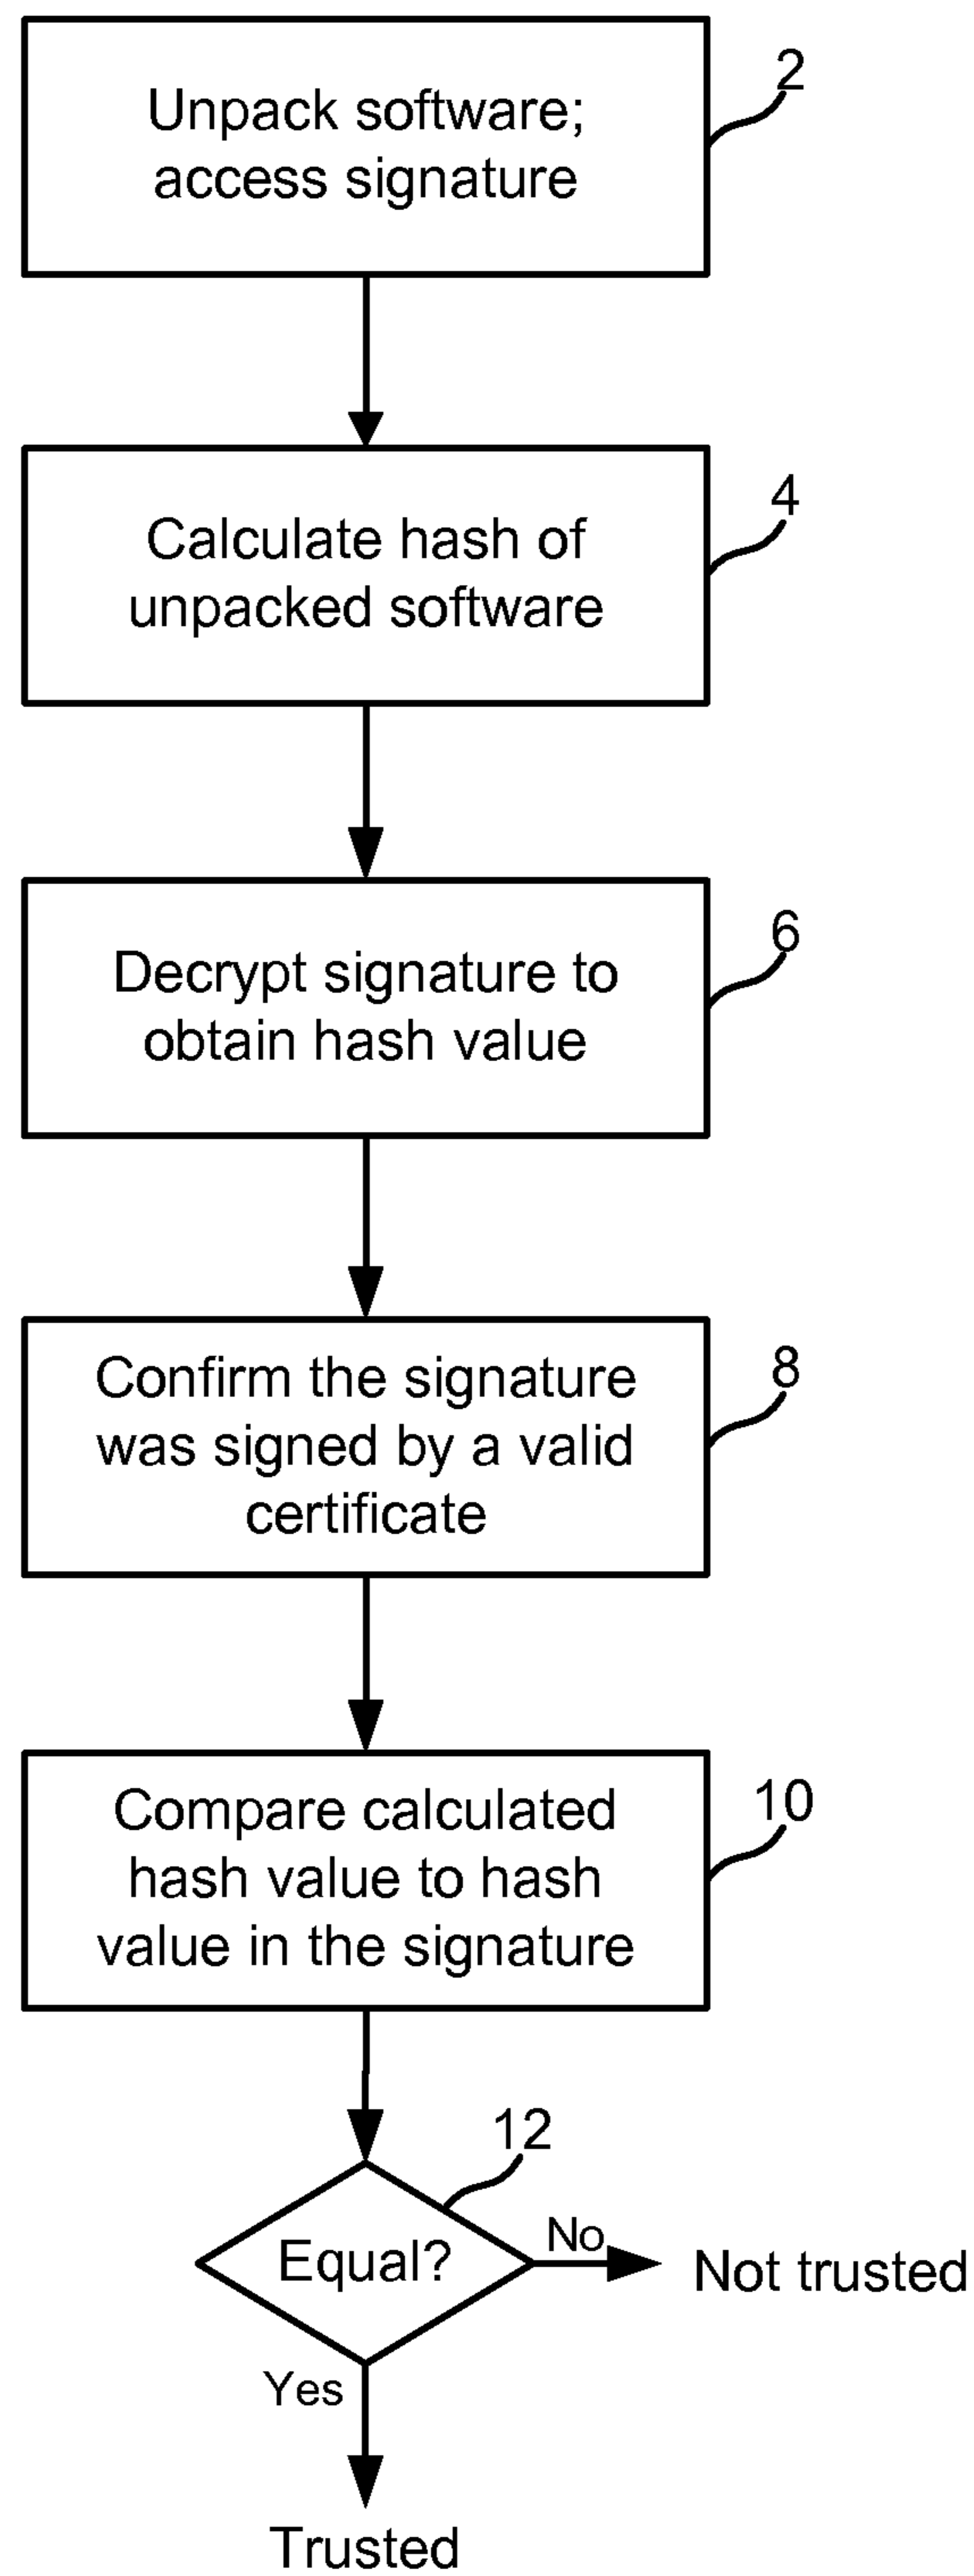 Unpack software;
access signature
2
Calculate hash of
unpacked software
4
Decrypt signature to
obtain hash value
6
Confirm the signature
was signed by a valid
certificate
8
Compare calculated
hash value to hash
value in the signature
10
12
Equal?
No
Not trusted
Yes
Trusted